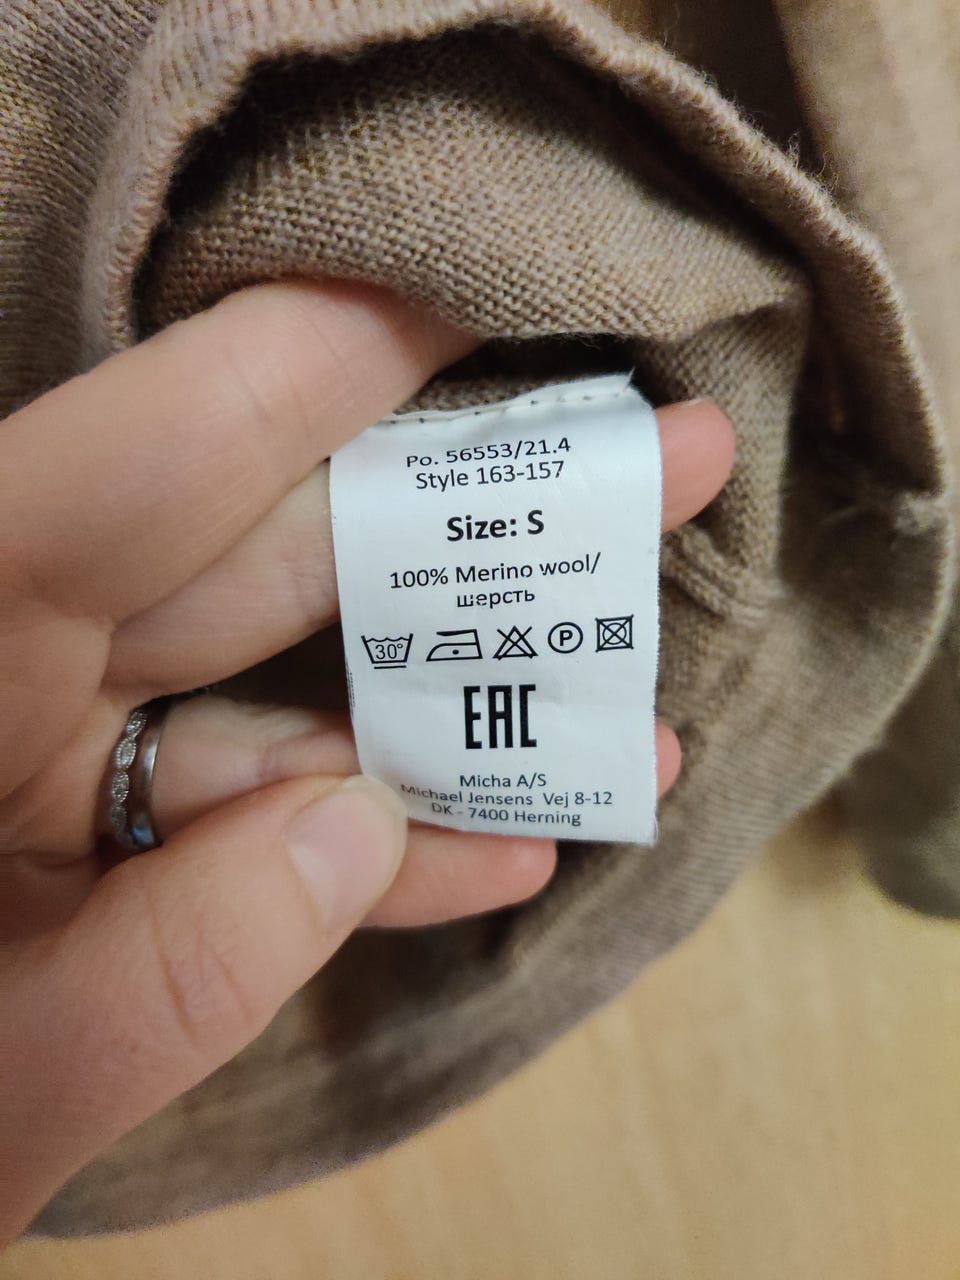 Po. 56553/21.4
Style 163-157
Size: S
100% Merino wool/
шерсть
30°
P
EAC
Micha A/S
Michael Jensens Vej 8-12
DK - 7400 Herning